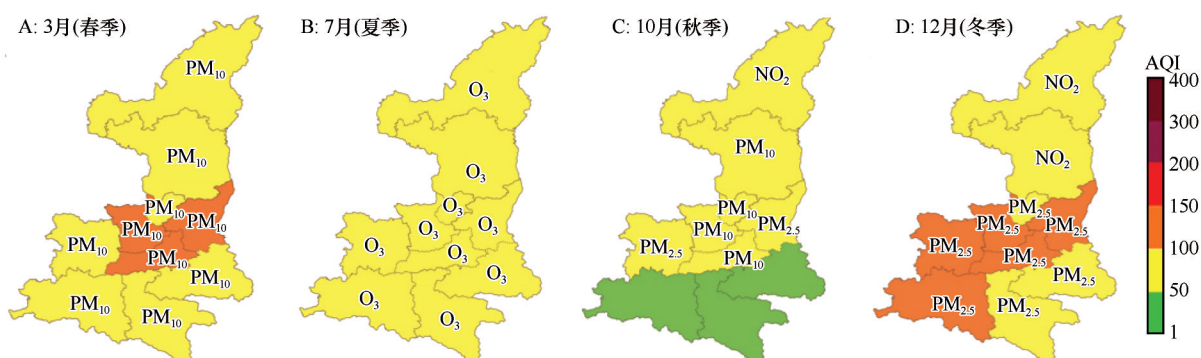 A: 3月(春季)
PM₁₀
PM₁₀
PM₁₀
PM₁₀
PM₁₀
PM₁₀
PM₁₀
PM₁₀
PM₁₀
PM₁₀
B: 7月(夏季)
O₃
O₃
O₃
O₃
O₃
O₃
O₃
O₃
O₃
O₃
C: 10月(秋季)
NO₂
PM₁₀
PM₁₀
PM₁₀
PM₂.₅
PM₂.₅
PM₁₀
D: 12月(冬季)
NO₂
NO₂
PM₂.₅
PM₂.₅
PM₂.₅
PM₂.₅
PM₂.₅
PM₂.₅
PM₂.₅
PM₂.₅
AQI
400
300
200
150
100
50
1